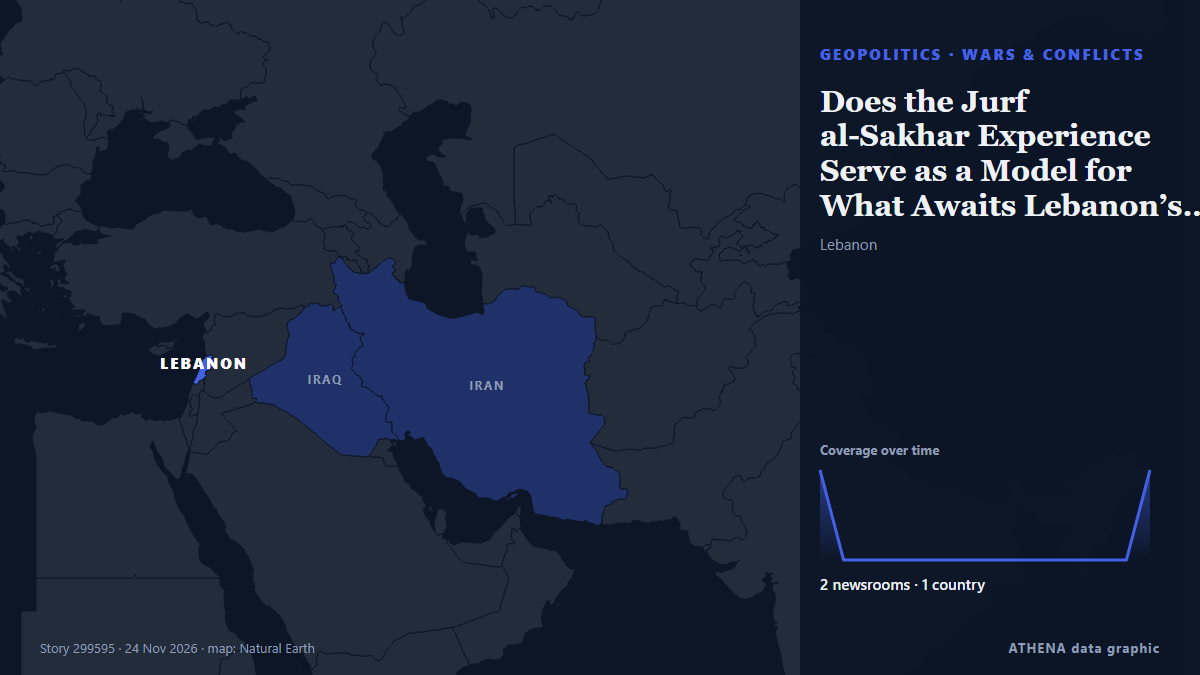 GEOPOLITICS · WARS & CONFLICTS
Does the Jurf
al-Sakhar Experience
Serve as a Model for
What Awaits Lebanon’s..
Lebanon
LEBANON
IRAQ
IRAN
Coverage over time
2 newsrooms · 1 country
Story 299595 · 24 Nov 2026 · map: Natural Earth
ATHENA data graphic